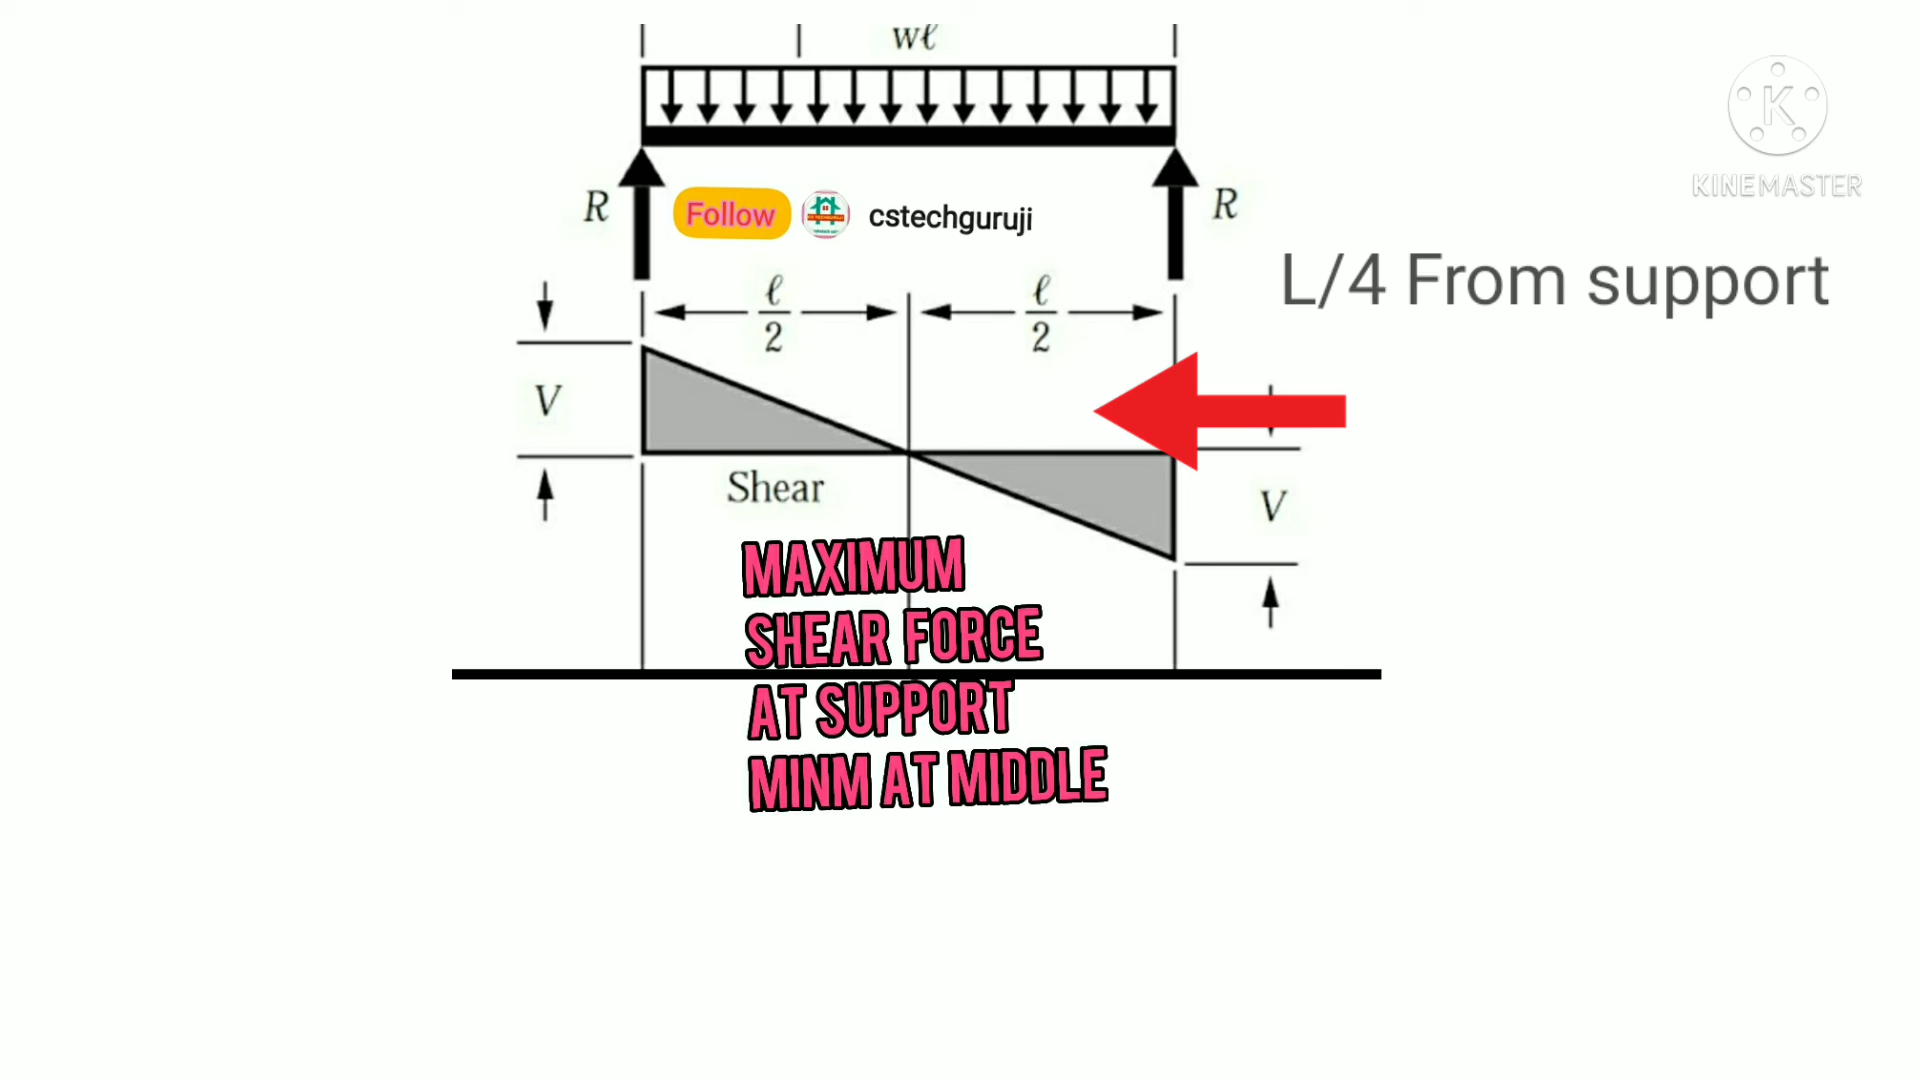 wℓ
KINEMASTER
R
R
Follow cstechguruji
L/4 From support
ℓ
2
ℓ
2
V
Shear
V
MAXIMUM
SHEAR FORCE
AT SUPPORT
MINM AT MIDDLE